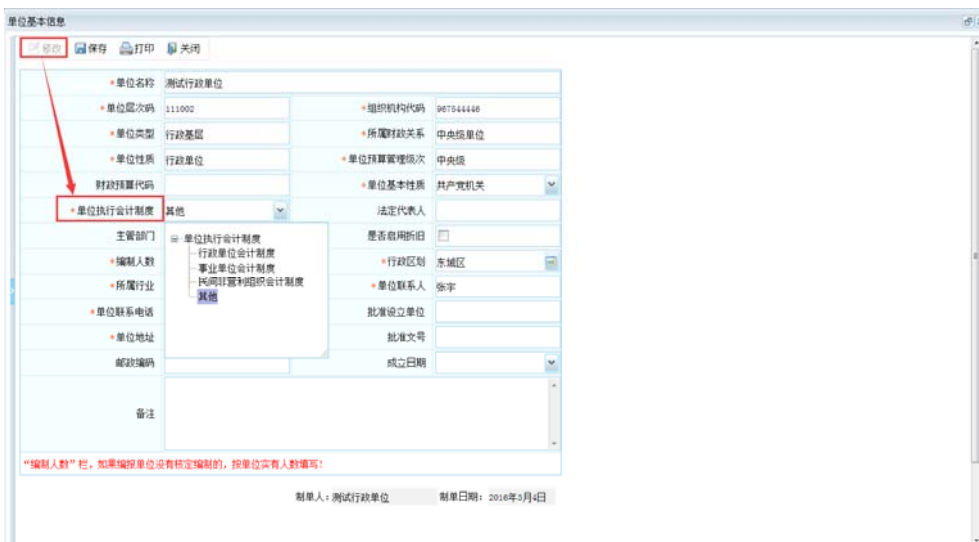 单位基本信息
修改 保存 打印 关闭
*单位名称 测试行政单位
*单位层次码 111002 *组织机构代码 967544446
*单位类型 行政基层 *所属财政关系 中央级单位
*单位性质 行政单位 *单位预算管理级次 中央级
财政预算代码 *单位基本性质 共产党机关
*单位执行会计制度 其他 法定代表人
主管部门 单位执行会计制度 是否启用折旧
行政单位会计制度
*编制人数 事业单位会计制度 *行政区划 东城区
民间非营利组织会计制度
*所属行业 其他 *单位联系人 张宇
*单位联系电话 批准设立单位
*单位地址 批准文号
邮政编码 成立日期
备注
“编制人数”栏，如果编报单位没有核定编制的，按单位实有人数填写!
制单人：测试行政单位 制单日期：2016年3月4日